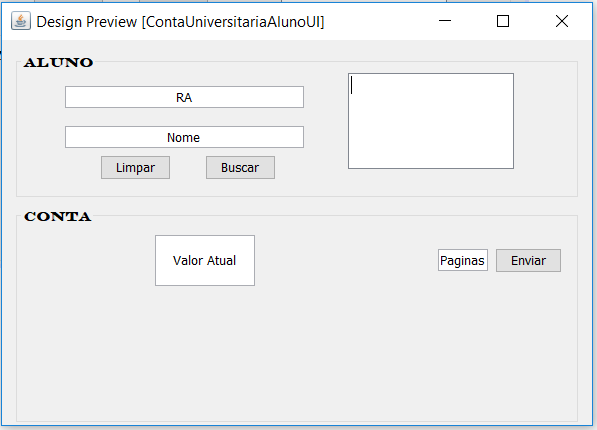 Design Preview [ContaUniversitariaAlunoUI]
ALUNO
RA
Nome
Limpar Buscar
CONTA
Valor Atual Paginas Enviar